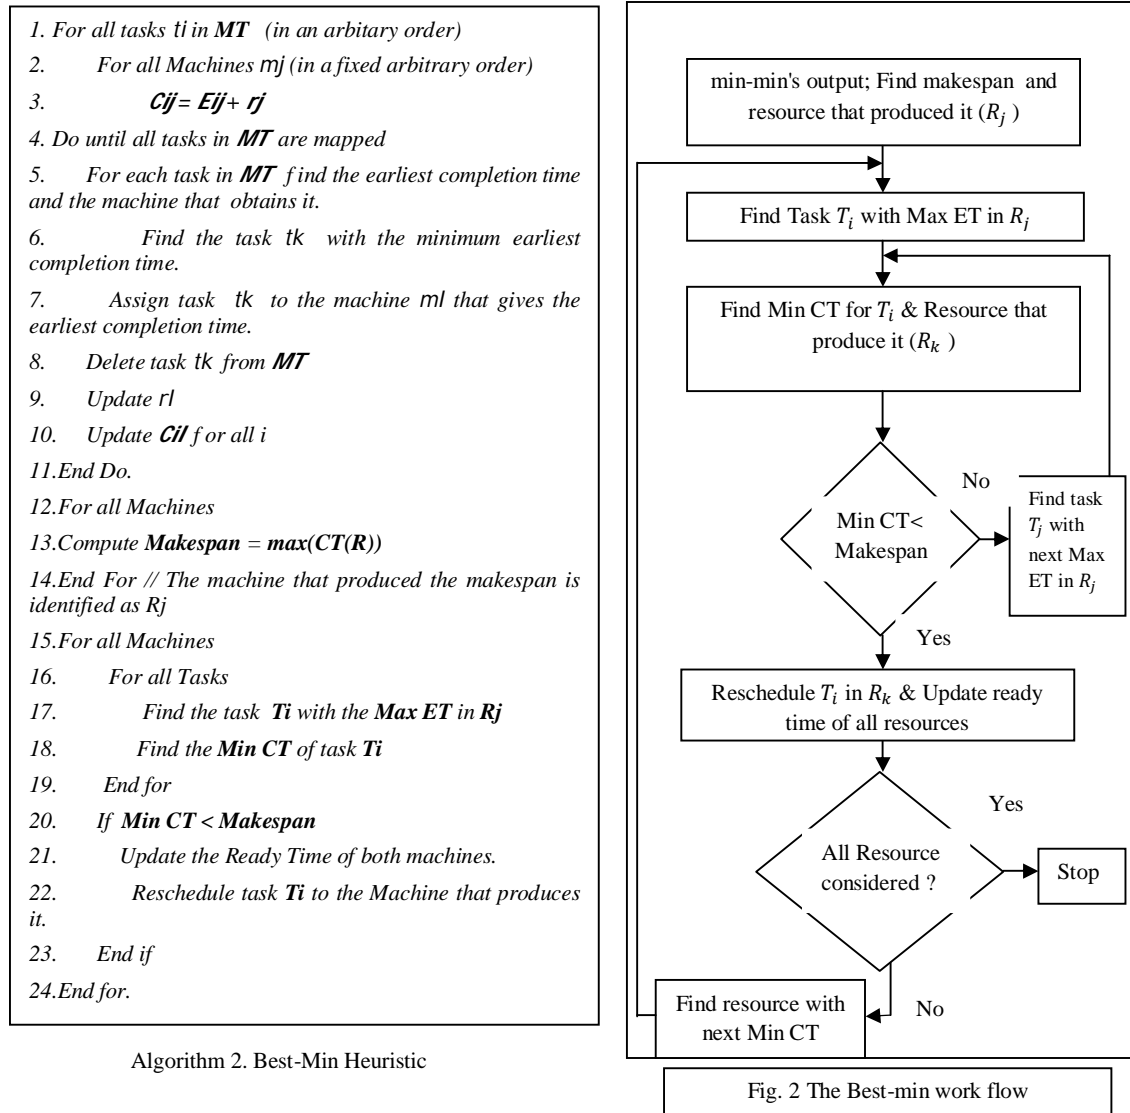 1. For all tasks ti in MT (in an arbitary order)
2. For all Machines mj (in a fixed arbitrary order)
3. Cij = Eij + rj
4. Do until all tasks in MT are mapped
5. For each task in MT f ind the earliest completion time
and the machine that obtains it.
6. Find the task tk with the minimum earliest
completion time.
7. Assign task tk to the machine ml that gives the
earliest completion time.
8. Delete task tk from MT
9. Update rl
10. Update Cil f or all i
11.End Do.
12.For all Machines
13.Compute Makespan = max(CT(R))
14.End For // The machine that produced the makespan is
identified as Rj
15.For all Machines
16. For all Tasks
17. Find the task Ti with the Max ET in Rj
18. Find the Min CT of task Ti
19. End for
20. If Min CT < Makespan
21. Update the Ready Time of both machines.
22. Reschedule task Ti to the Machine that produces
it.
23. End if
24.End for.
Algorithm 2. Best-Min Heuristic
min-min's output; Find makespan and
resource that produced it (R_j )
Find Task T_i with Max ET in R_j
Find Min CT for T_i & Resource that
produce it (R_k )
Min CT<
Makespan
No
Find task
T_j with
next Max
ET in R_j
Yes
Reschedule T_i in R_k & Update ready
time of all resources
All Resource
considered ?
Yes
Stop
No
Find resource with
next Min CT
Fig. 2 The Best-min work flow